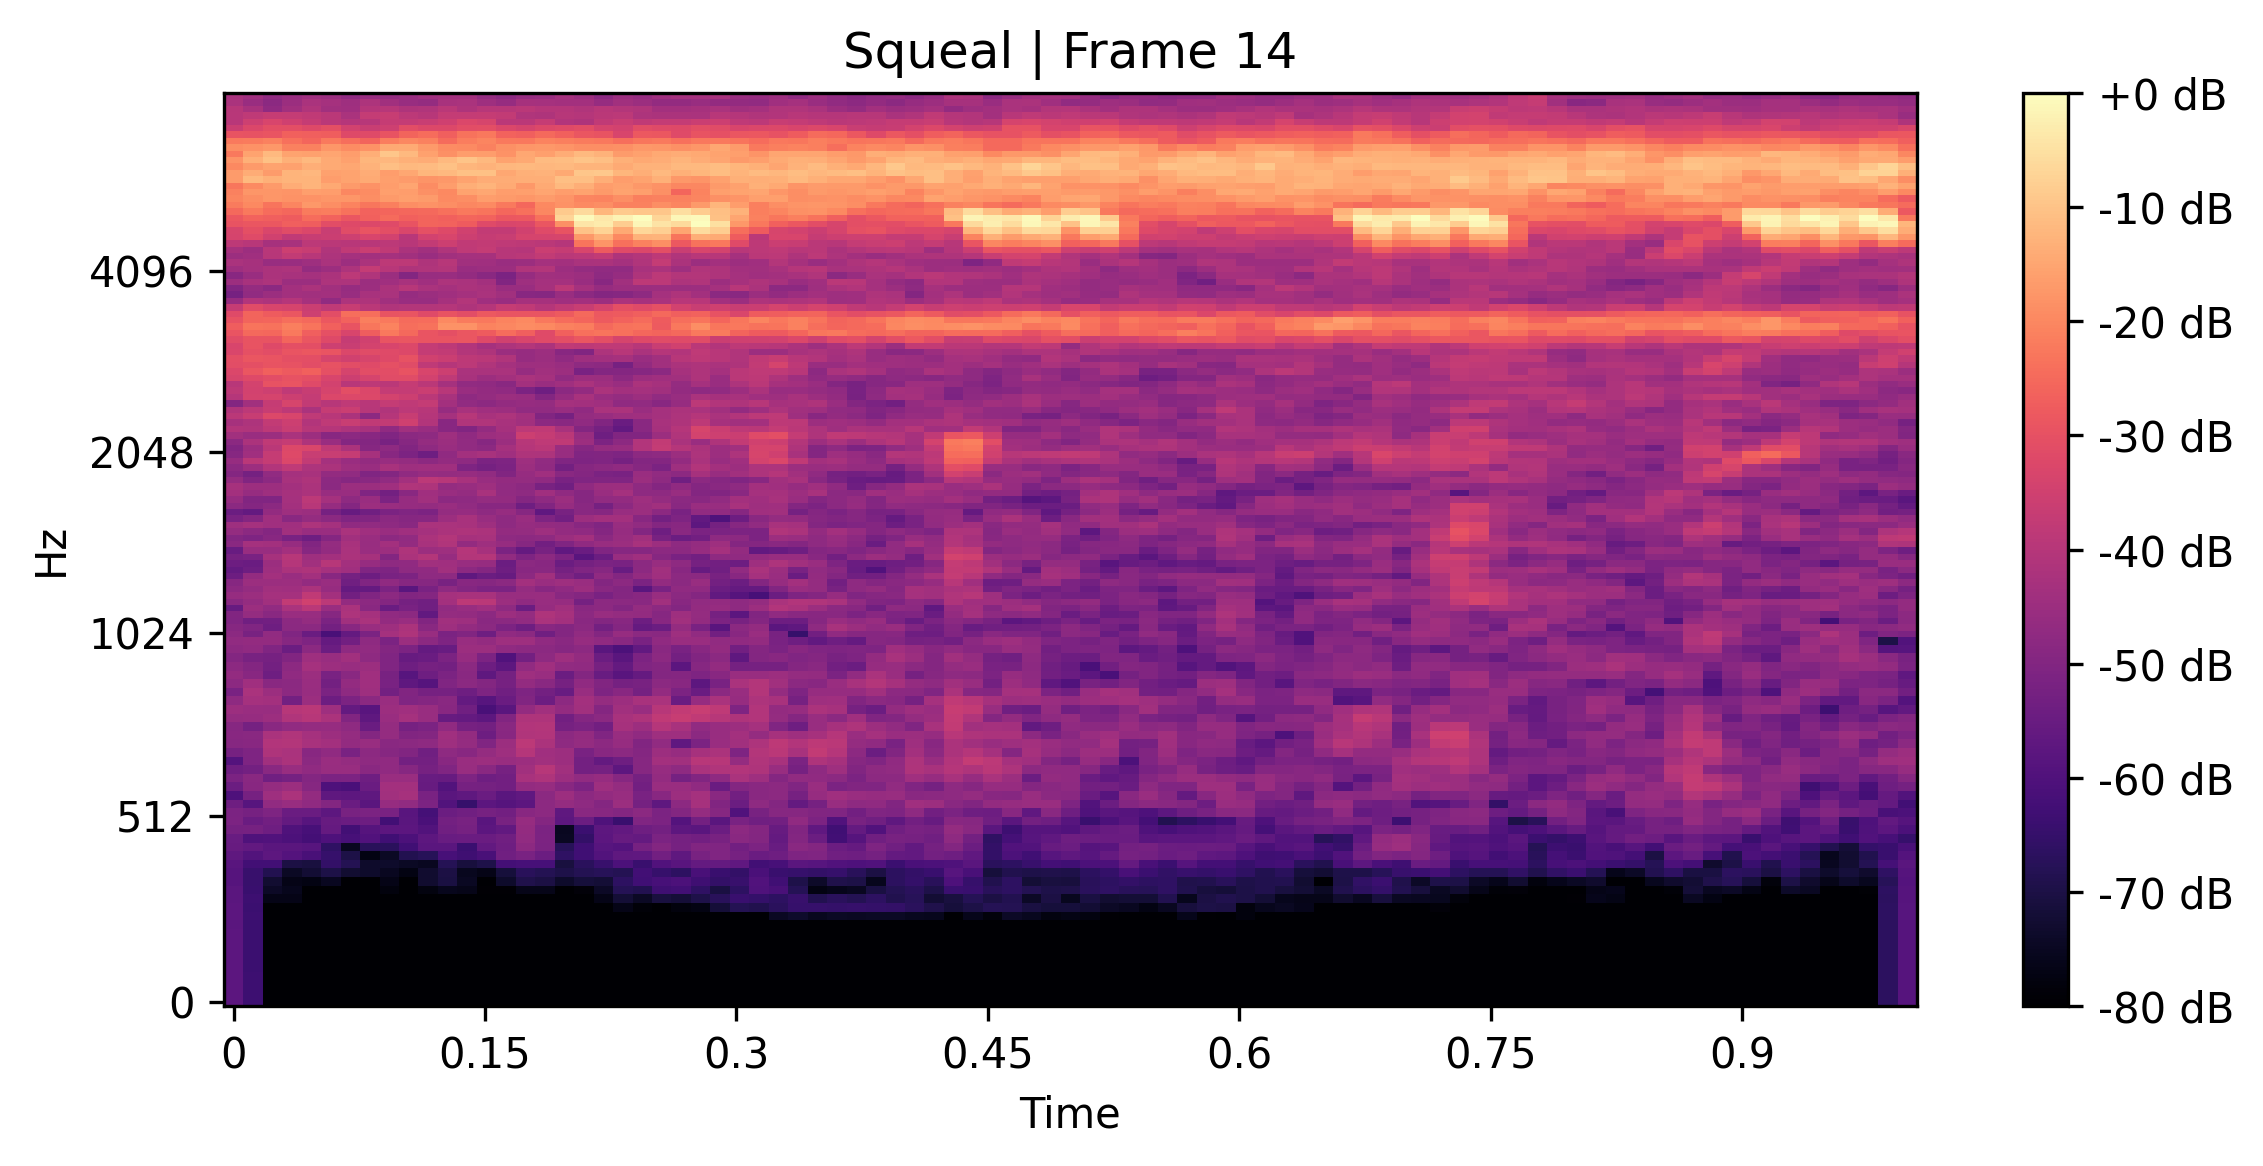 Squeal | Frame 14
+0 dB
-10 dB
-20 dB
-30 dB
-40 dB
-50 dB
-60 dB
-70 dB
-80 dB
Hz
4096
2048
1024
512
0
0 0.15 0.3 0.45 0.6 0.75 0.9
Time